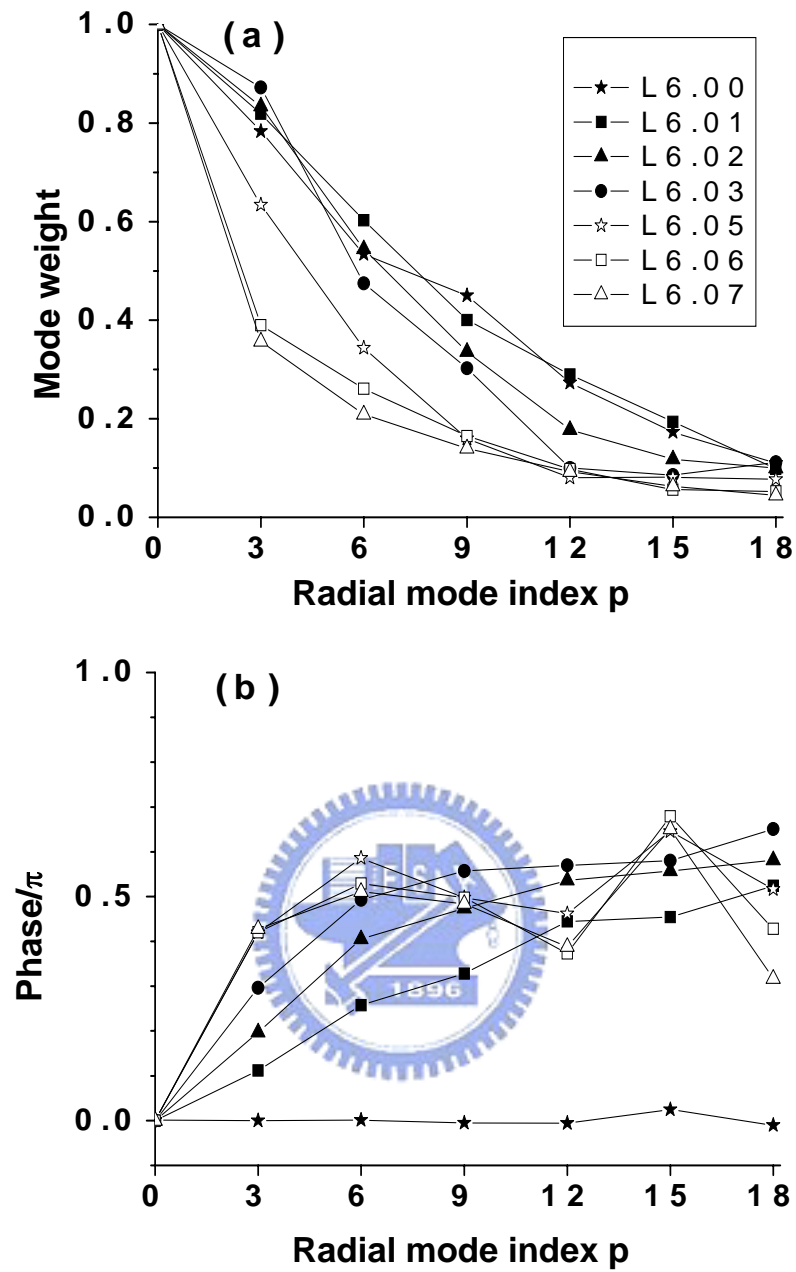 (a)
1.0
0.8
0.6
0.4
0.2
0.0
Mode weight
L6.00
L6.01
L6.02
L6.03
L6.05
L6.06
L6.07
0 3 6 9 12 15 18
Radial mode index p
(b)
1.0
0.5
0.0
Phase/π
1896
0 3 6 9 12 15 18
Radial mode index p